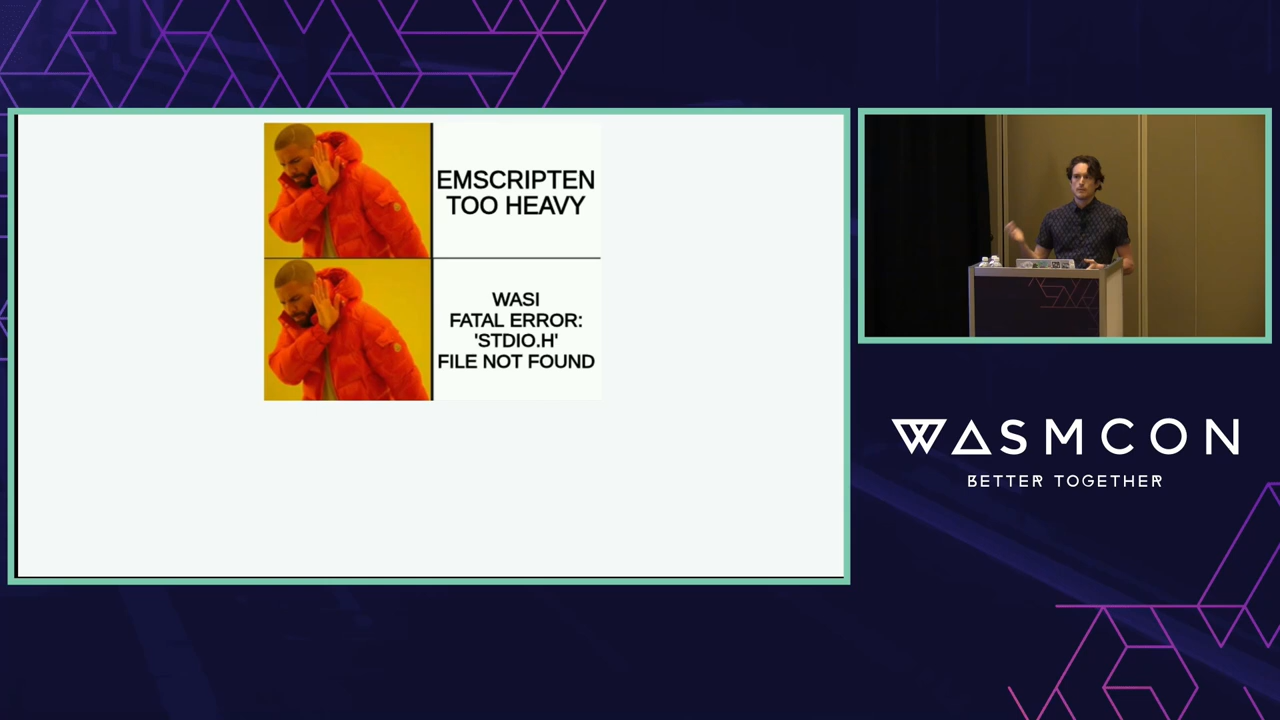 EMSCRIPTEN
TOO HEAVY
WASI
FATAL ERROR:
'STDIO.H'
FILE NOT FOUND
WASMCON
BETTER TOGETHER